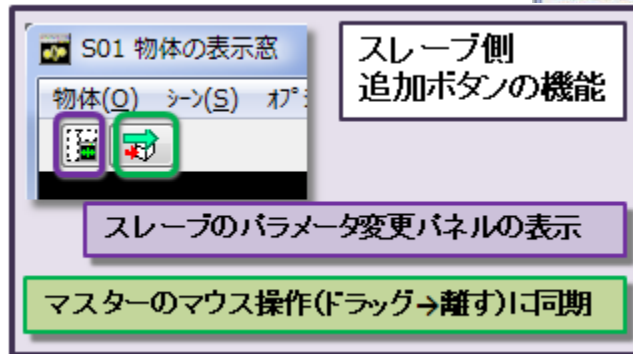 S01 物体の表示窓
物体(O) シーン(S) オプ
スレーブ側
追加ボタンの機能
スレーブのパラメータ変更パネルの表示
マスターのマウス操作(ドラッグ→離す)に同期